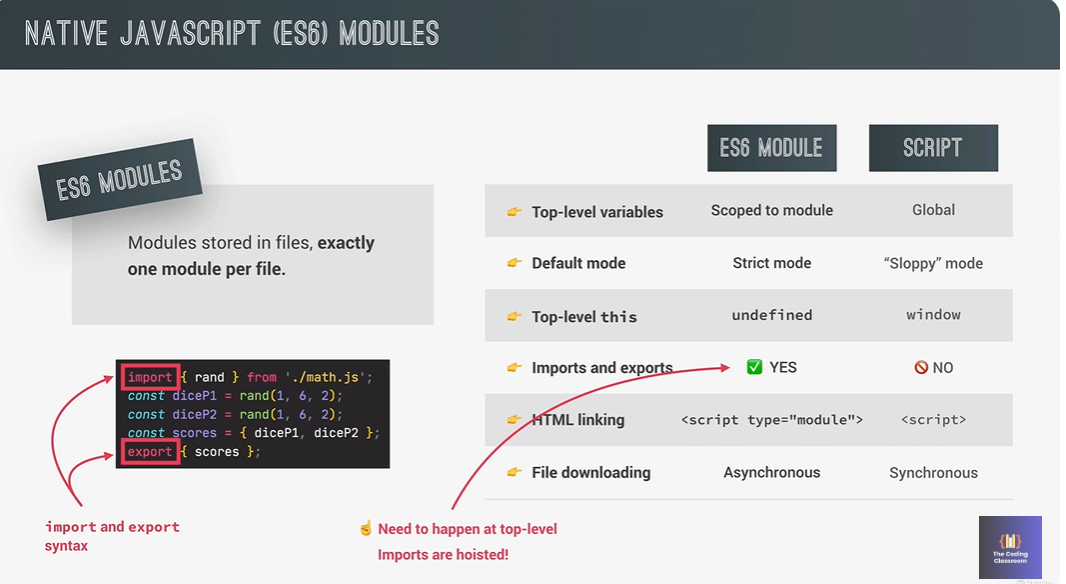 NATIVE JAVASCRIPT (ES6) MODULES
ES6 MODULES
Modules stored in files, exactly
one module per file.
import { rand } from './math.js';
const diceP1 = rand(1, 6, 2);
const diceP2 = rand(1, 6, 2);
const scores = { diceP1, diceP2 };
export { scores };
import and export
syntax
ES6 MODULE SCRIPT
👉 Top-level variables Scoped to module Global
👉 Default mode Strict mode “Sloppy” mode
👉 Top-level this undefined window
👉 Imports and exports ✅ YES 🚫 NO
👉 HTML linking <script type="module"> <script>
👉 File downloading Asynchronous Synchronous
☝️ Need to happen at top-level
Imports are hoisted!
{}
The Coding
Classroom